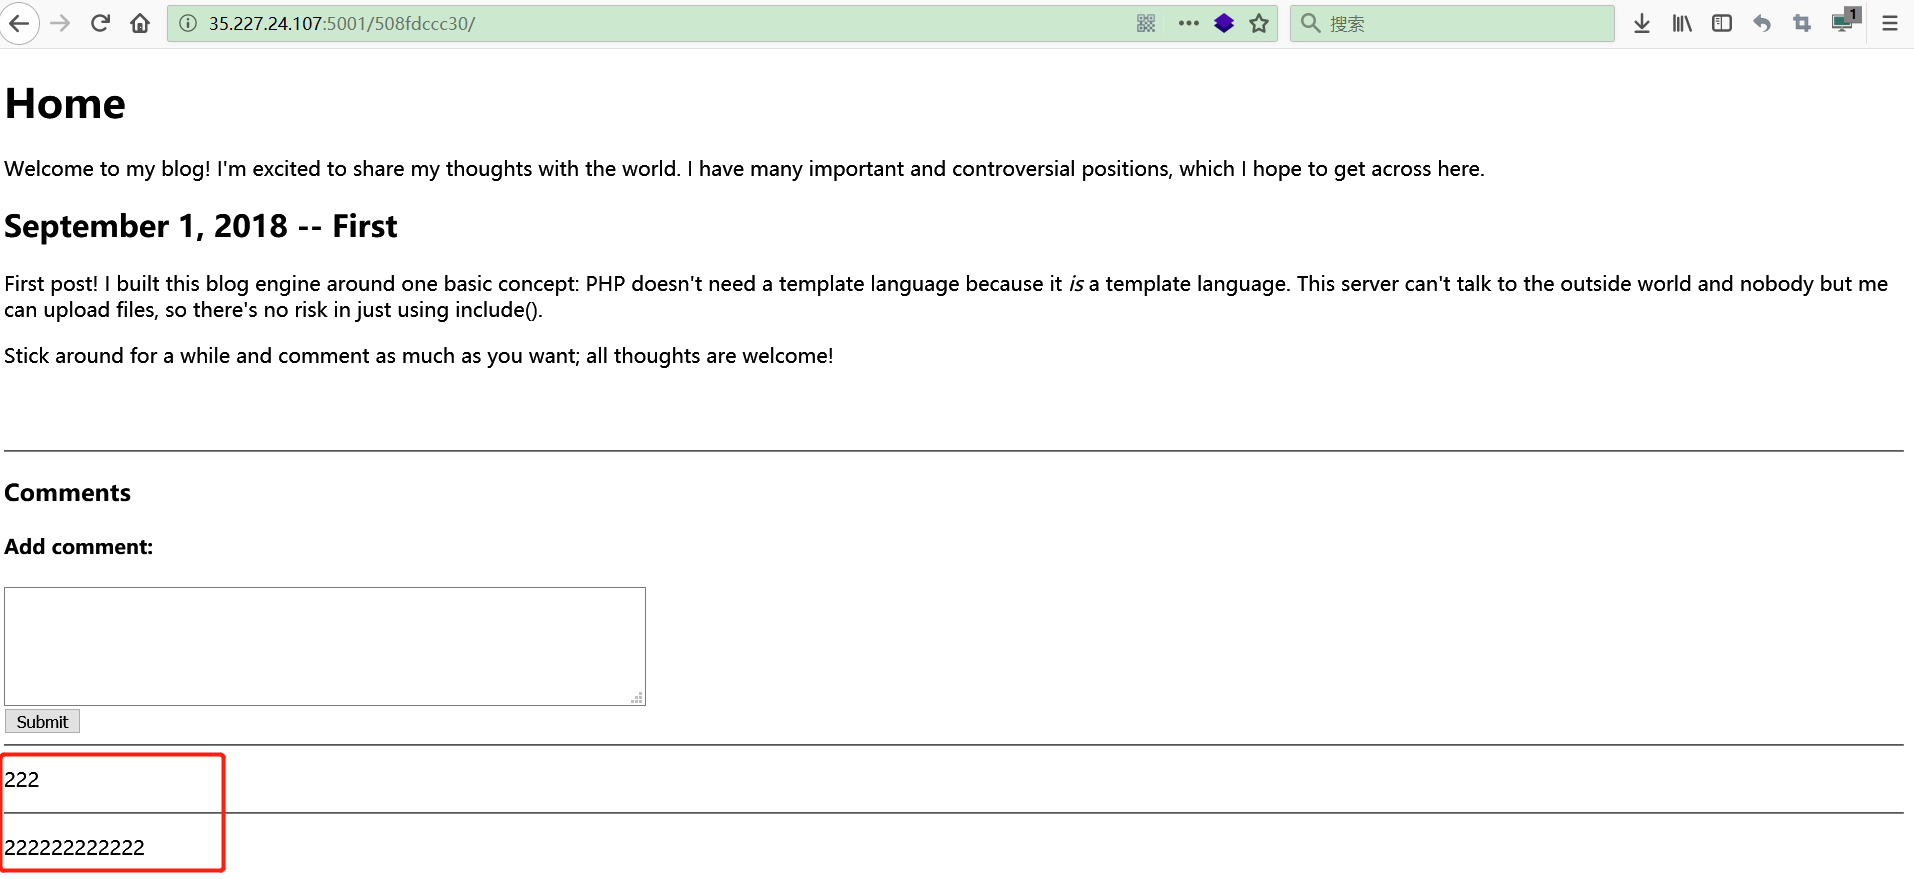 35.227.24.107:5001/508fdccc30/
搜索
1
Home
Welcome to my blog! I'm excited to share my thoughts with the world. I have many important and controversial positions, which I hope to get across here.
September 1, 2018 -- First
First post! I built this blog engine around one basic concept: PHP doesn't need a template language because it is a template language. This server can't talk to the outside world and nobody but me
can upload files, so there's no risk in just using include().
Stick around for a while and comment as much as you want; all thoughts are welcome!
Comments
Add comment:
Submit
222
222222222222